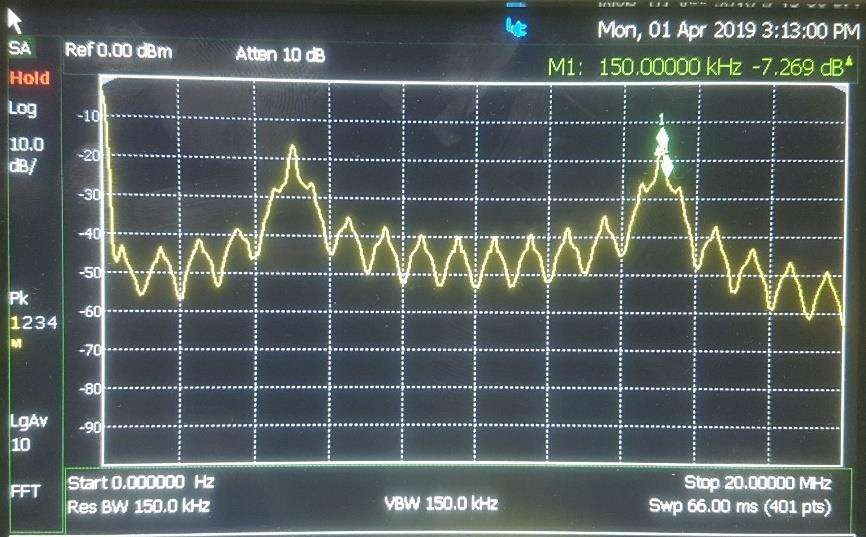 Mon, 01 Apr 2019 3:13:00 PM
SA
Ref 0.00 dBm Atten 10 dB
M1: 150.00000 kHz -7.269 dB
Hold
Log
10.0
dB/
1
-10
-20
-30
-40
-50
-60
-70
-80
-90
Pk
1234
M
LgAv
10
FFT
Start 0.000000 Hz Stop 20.00000 MHz
Res BW 150.0 kHz VBW 150.0 kHz Swp 66.00 ms (401 pts)